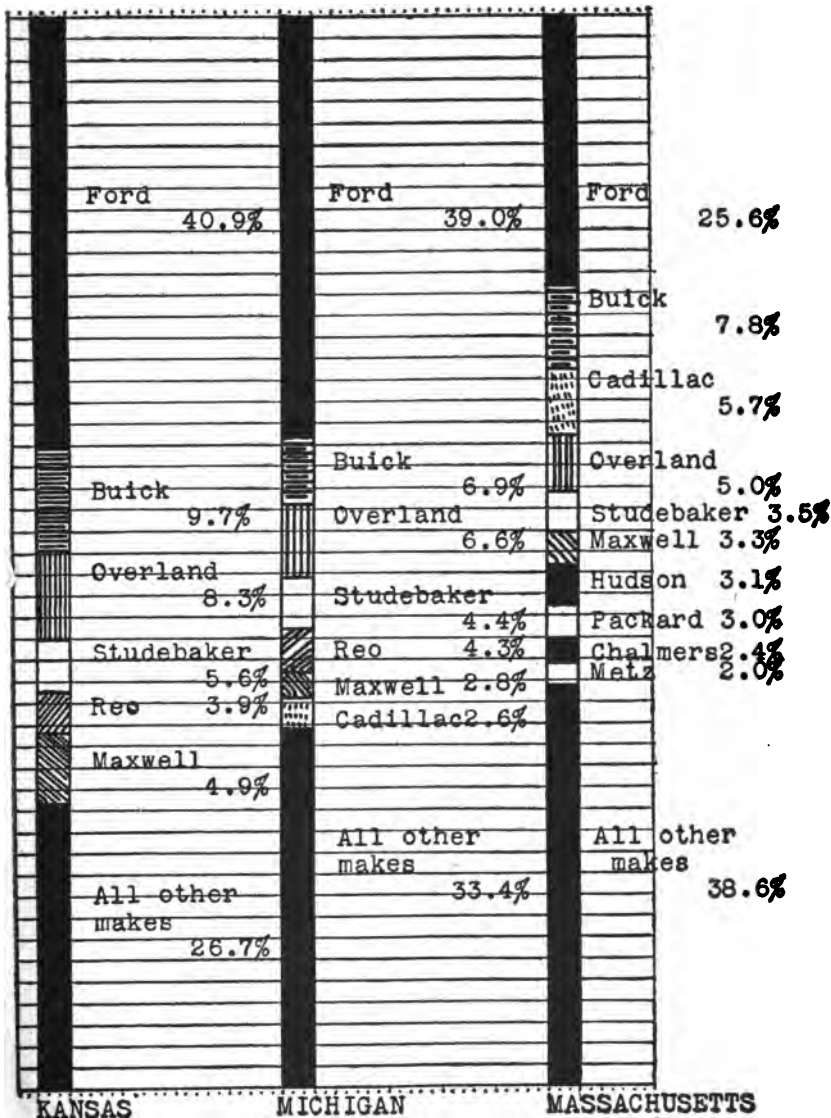 Ford
40.9%
Buick
9.7%
Overland
8.3%
Studebaker
5.6%
Reo 3.9%
Maxwell
4.9%
All other
makes
26.7%
KANSAS
Ford
39.0%
Buick
6.9%
Overland
6.6%
Studebaker
4.4%
Reo 4.3%
Maxwell 2.8%
Cadillac2.6%
All other
makes
33.4%
MICHIGAN
Ford
25.6%
Buick
7.8%
Cadillac
5.7%
Overland
5.0%
Studebaker 3.5%
Maxwell 3.3%
Hudson 3.1%
Packard 3.0%
Chalmers2.4%
Metz 2.0%
All other
makes
38.6%
MASSACHUSETTS